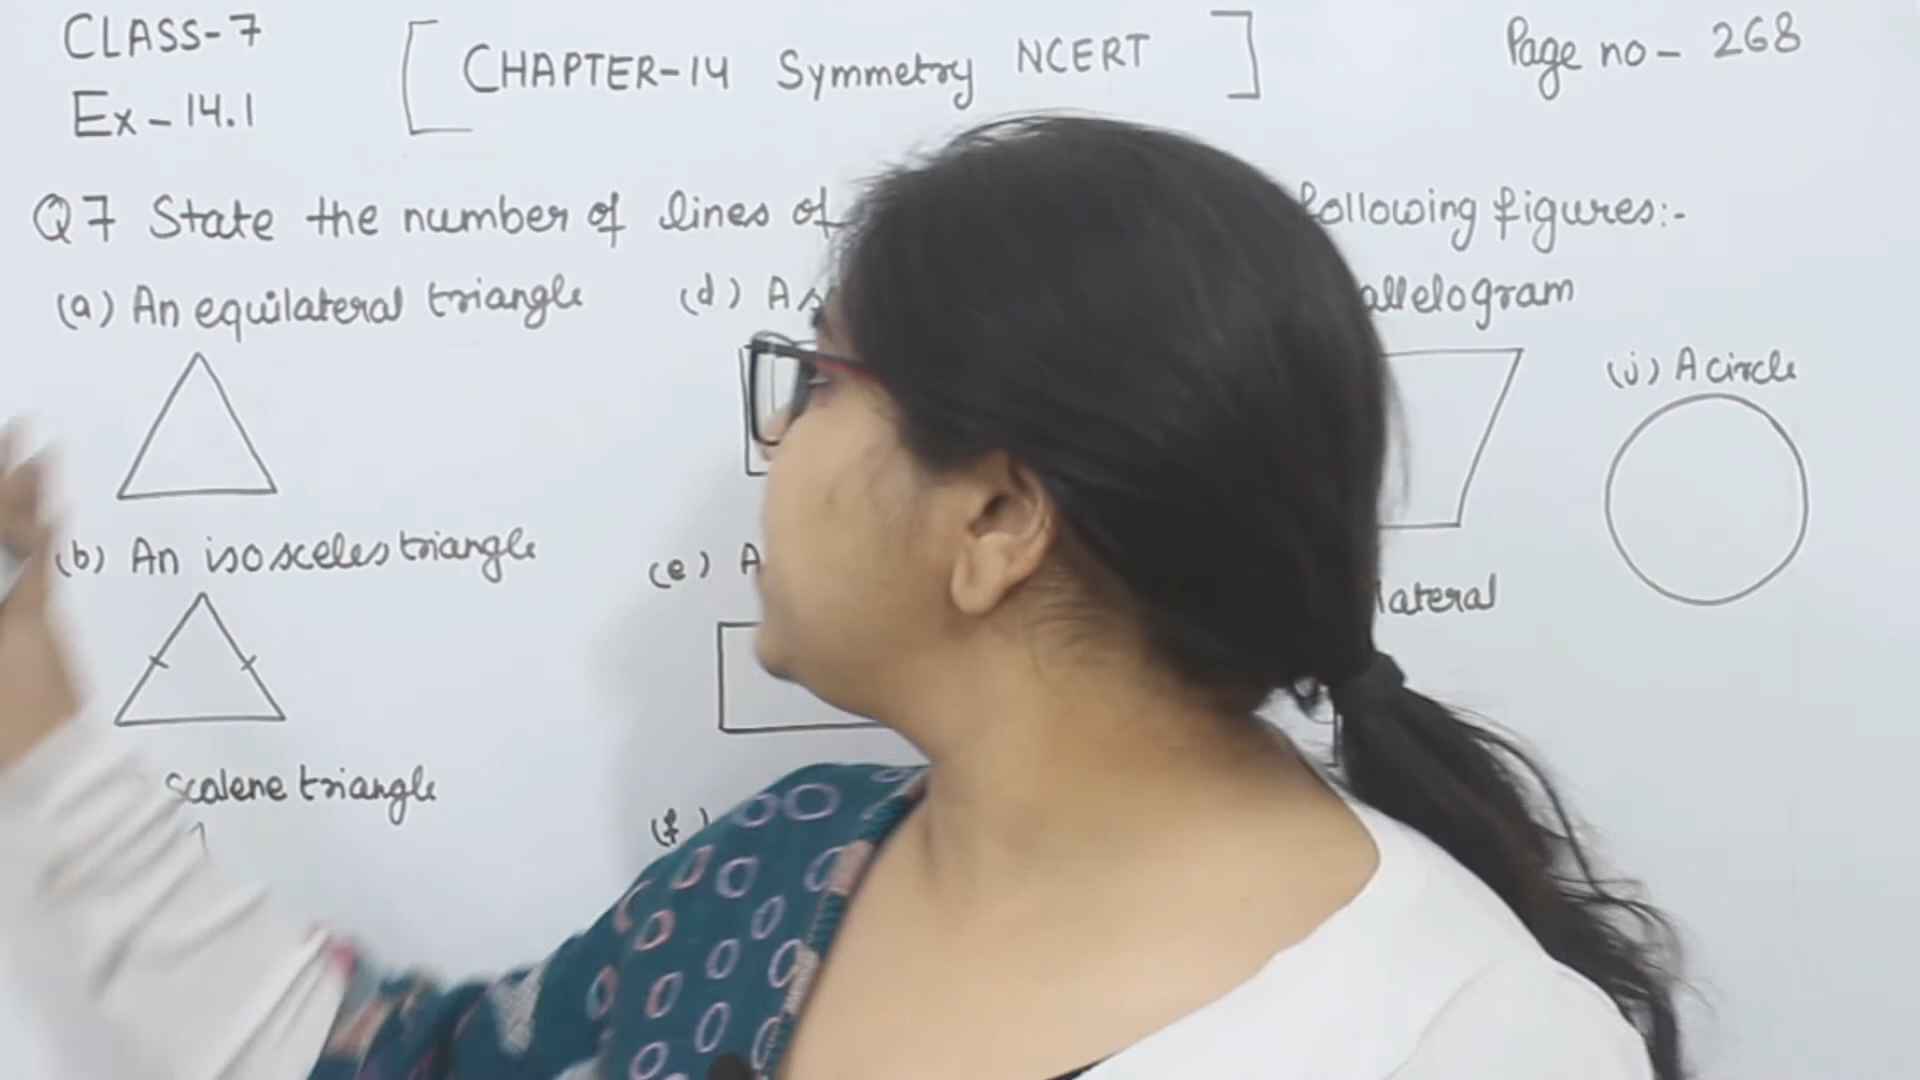 CLASS-7
Ex-14.1
CHAPTER-14 Symmetry NCERT
Page no- 268
Q7 State the number of lines of following figures:-
(a) An equilateral triangle
(d) A
allelogram
(j) A circle
(b) An isosceles triangle
(e) A
lateral
scalene triangle
(f)